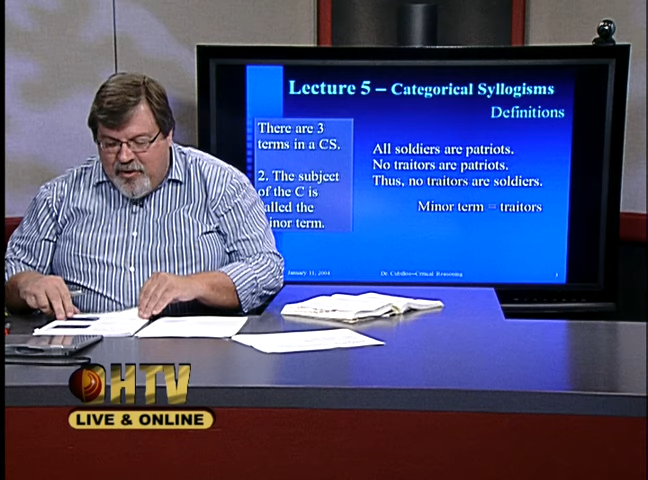 Lecture 5 – Categorical Syllogisms
Definitions
There are 3
terms in a CS.
2. The subject
of the C is
called the
minor term.
All soldiers are patriots.
No traitors are patriots.
Thus, no traitors are soldiers.
Minor term = traitors
January 11, 2004
Dr. Cubillos--Critical Reasoning
HTV
LIVE & ONLINE